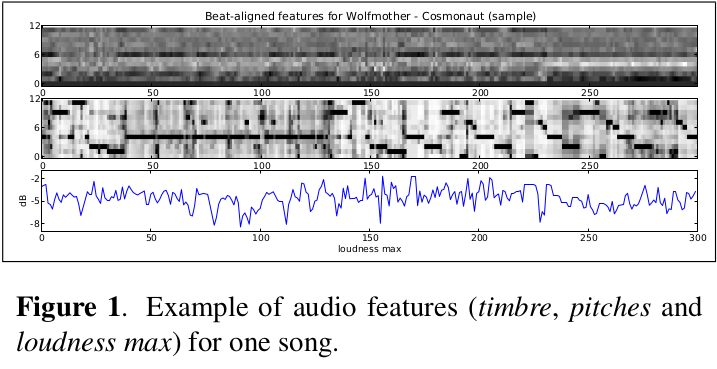 Beat-aligned features for Wolfmother - Cosmonaut (sample)
12
6
0
0 50 100 150 200 250
12
6
0
0 50 100 150 200 250
-2
-5
-8
dB
0 50 100 150 200 250 300
loudness max
Figure 1. Example of audio features (timbre, pitches and
loudness max) for one song.